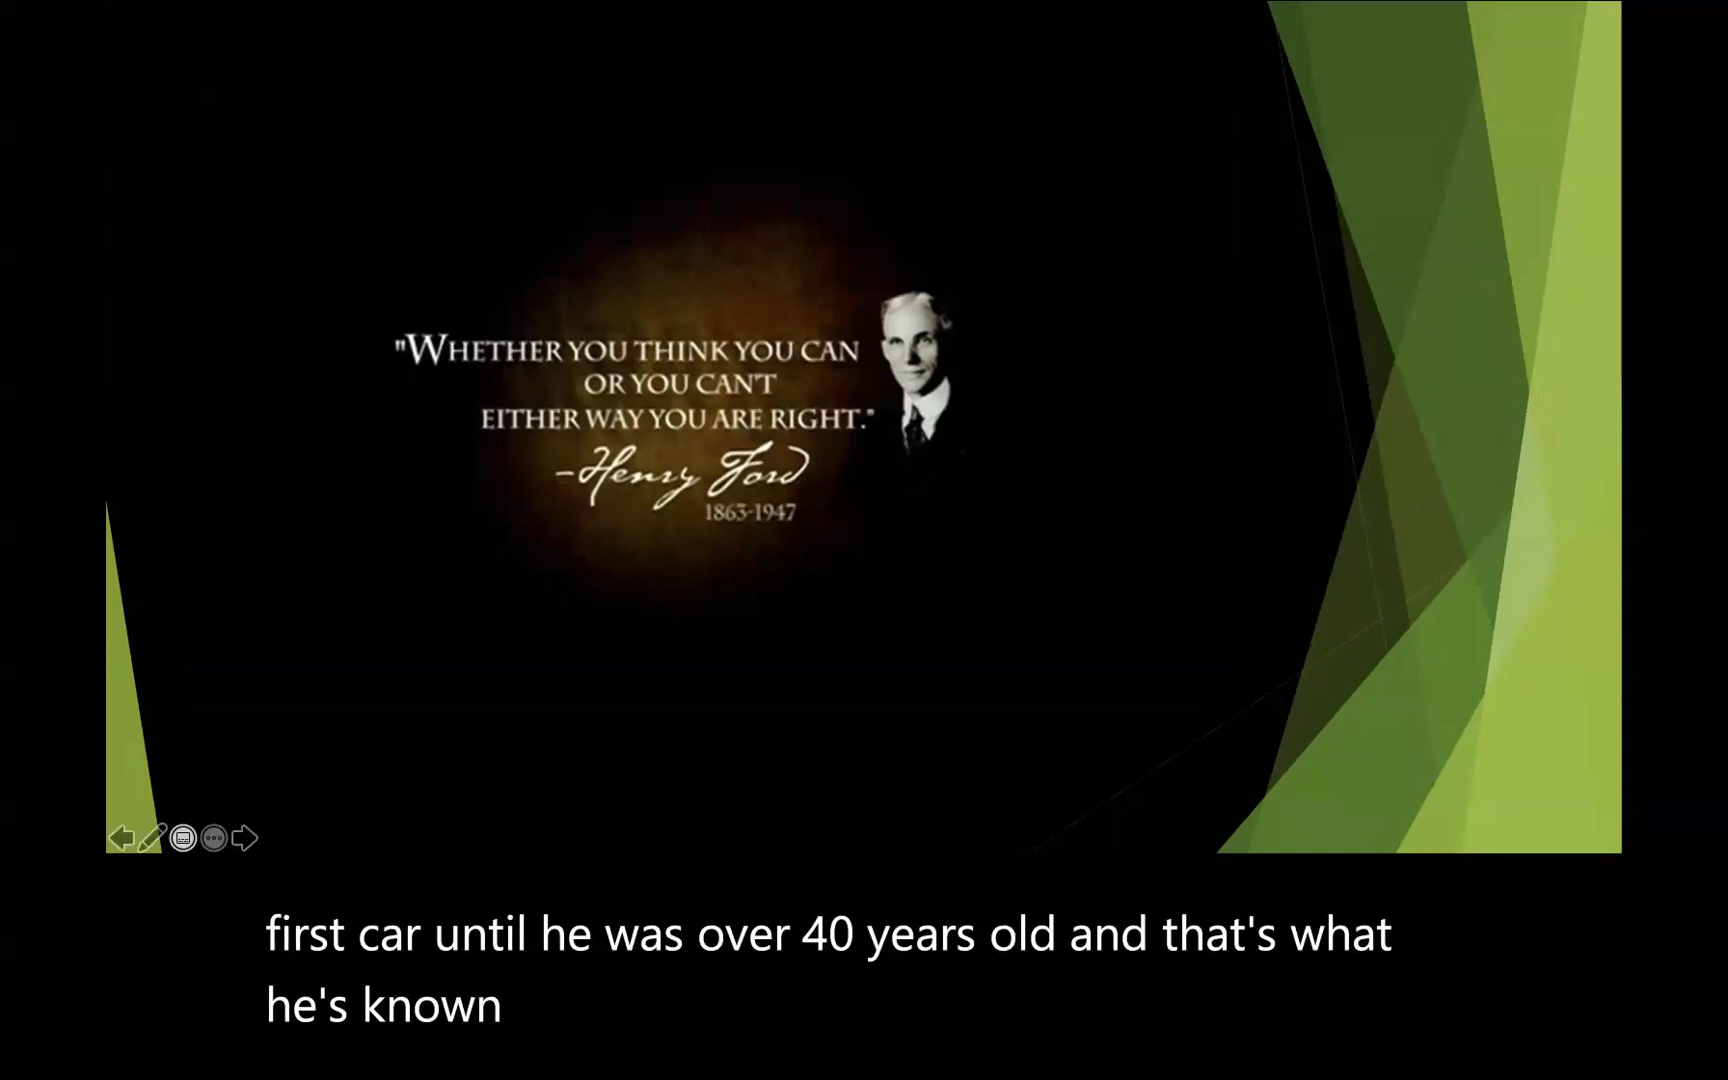 "WHETHER YOU THINK YOU CAN
OR YOU CAN'T
EITHER WAY YOU ARE RIGHT."
-Henry Ford
1863-1947
first car until he was over 40 years old and that's what
he's known